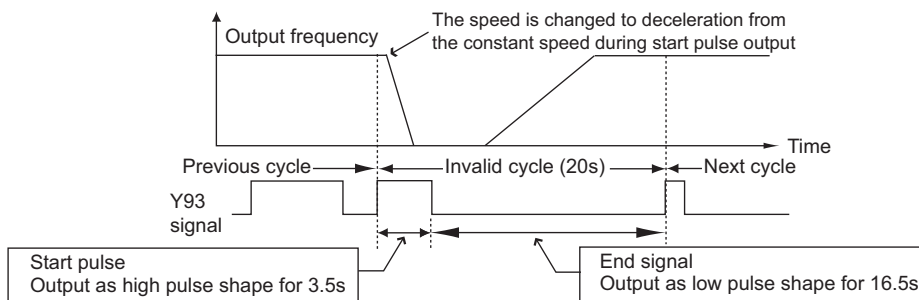 Output frequency
The speed is changed to deceleration from
the constant speed during start pulse output
Time
Previous cycle
Invalid cycle (20s)
Next cycle
Y93
signal
Start pulse
Output as high pulse shape for 3.5s
End signal
Output as low pulse shape for 16.5s